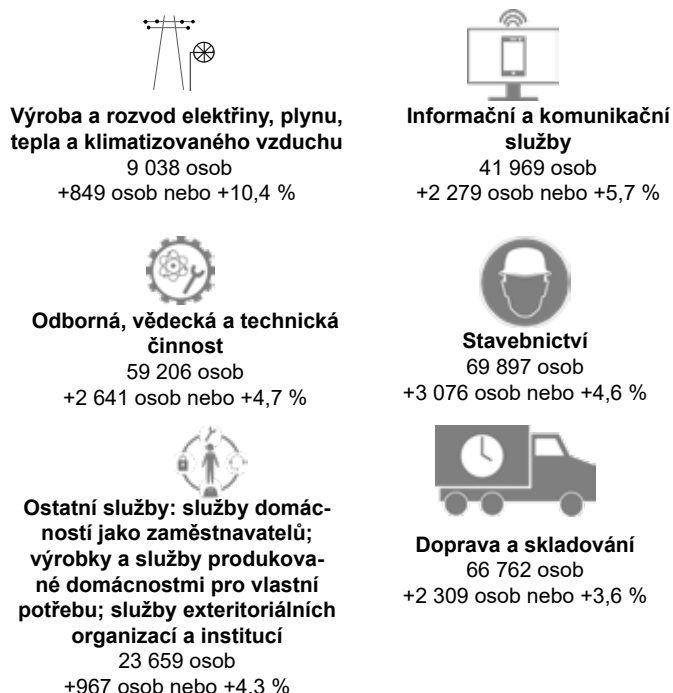 Výroba a rozvod elektřiny, plynu,
tepla a klimatizovaného vzduchu
9 038 osob
+849 osob nebo +10,4 %
Informační a komunikační
služby
41 969 osob
+2 279 osob nebo +5,7 %
Odborná, vědecká a technická
činnost
59 206 osob
+2 641 osob nebo +4,7 %
Stavebnictví
69 897 osob
+3 076 osob nebo +4,6 %
Ostatní služby: služby domác-
ností jako zaměstnavatelů;
výrobky a služby produkova-
né domácnostmi pro vlastní
potřebu; služby exteritoriálních
organizací a institucí
23 659 osob
+967 osob nebo +4,3 %
Doprava a skladování
66 762 osob
+2 309 osob nebo +3,6 %